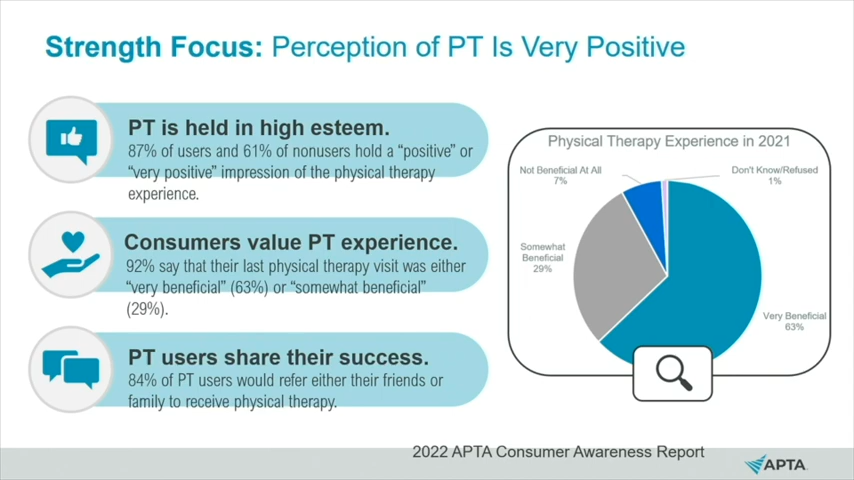 Strength Focus: Perception of PT Is Very Positive
PT is held in high esteem.
87% of users and 61% of nonusers hold a “positive” or
“very positive” impression of the physical therapy
experience.
Consumers value PT experience.
92% say that their last physical therapy visit was either
“very beneficial” (63%) or “somewhat beneficial”
(29%).
PT users share their success.
84% of PT users would refer either their friends or
family to receive physical therapy.
Physical Therapy Experience in 2021
Not Beneficial At All
7%
Don't Know/Refused
1%
Somewhat
Beneficial
29%
Very Beneficial
63%
2022 APTA Consumer Awareness Report
APTA